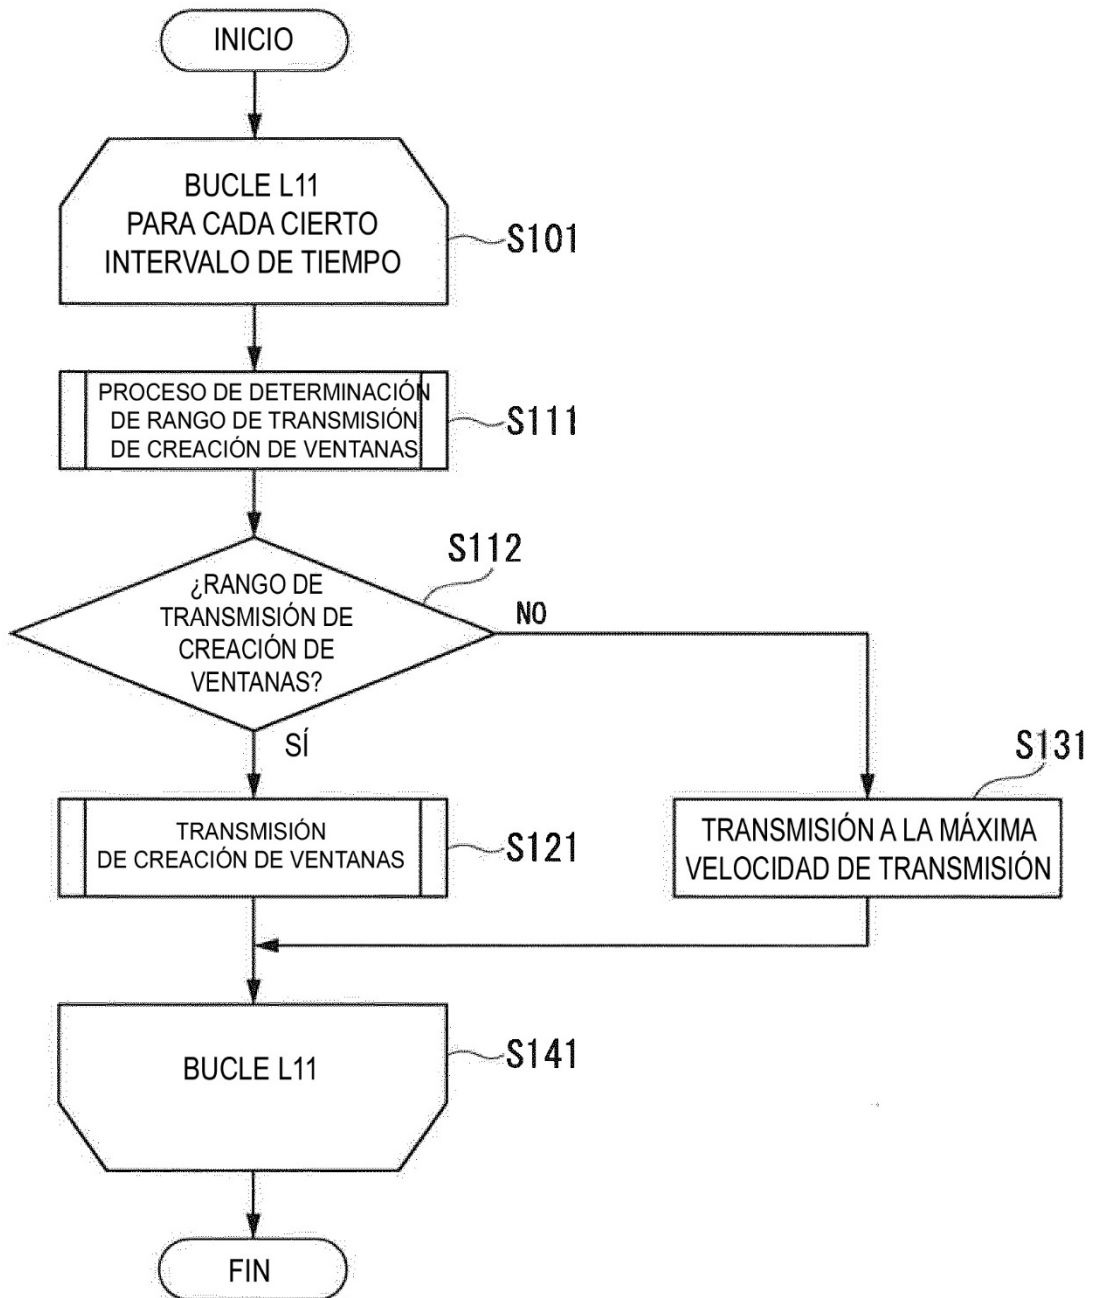 INICIO
BUCLE L11
PARA CADA CIERTO
INTERVALO DE TIEMPO
S101
PROCESO DE DETERMINACIÓN
DE RANGO DE TRANSMISIÓN
DE CREACIÓN DE VENTANAS
S111
S112
¿RANGO DE
TRANSMISIÓN DE
CREACIÓN DE
VENTANAS?
NO
SÍ
S131
TRANSMISIÓN
DE CREACIÓN DE VENTANAS
S121
TRANSMISIÓN A LA MÁXIMA
VELOCIDAD DE TRANSMISIÓN
BUCLE L11
S141
FIN